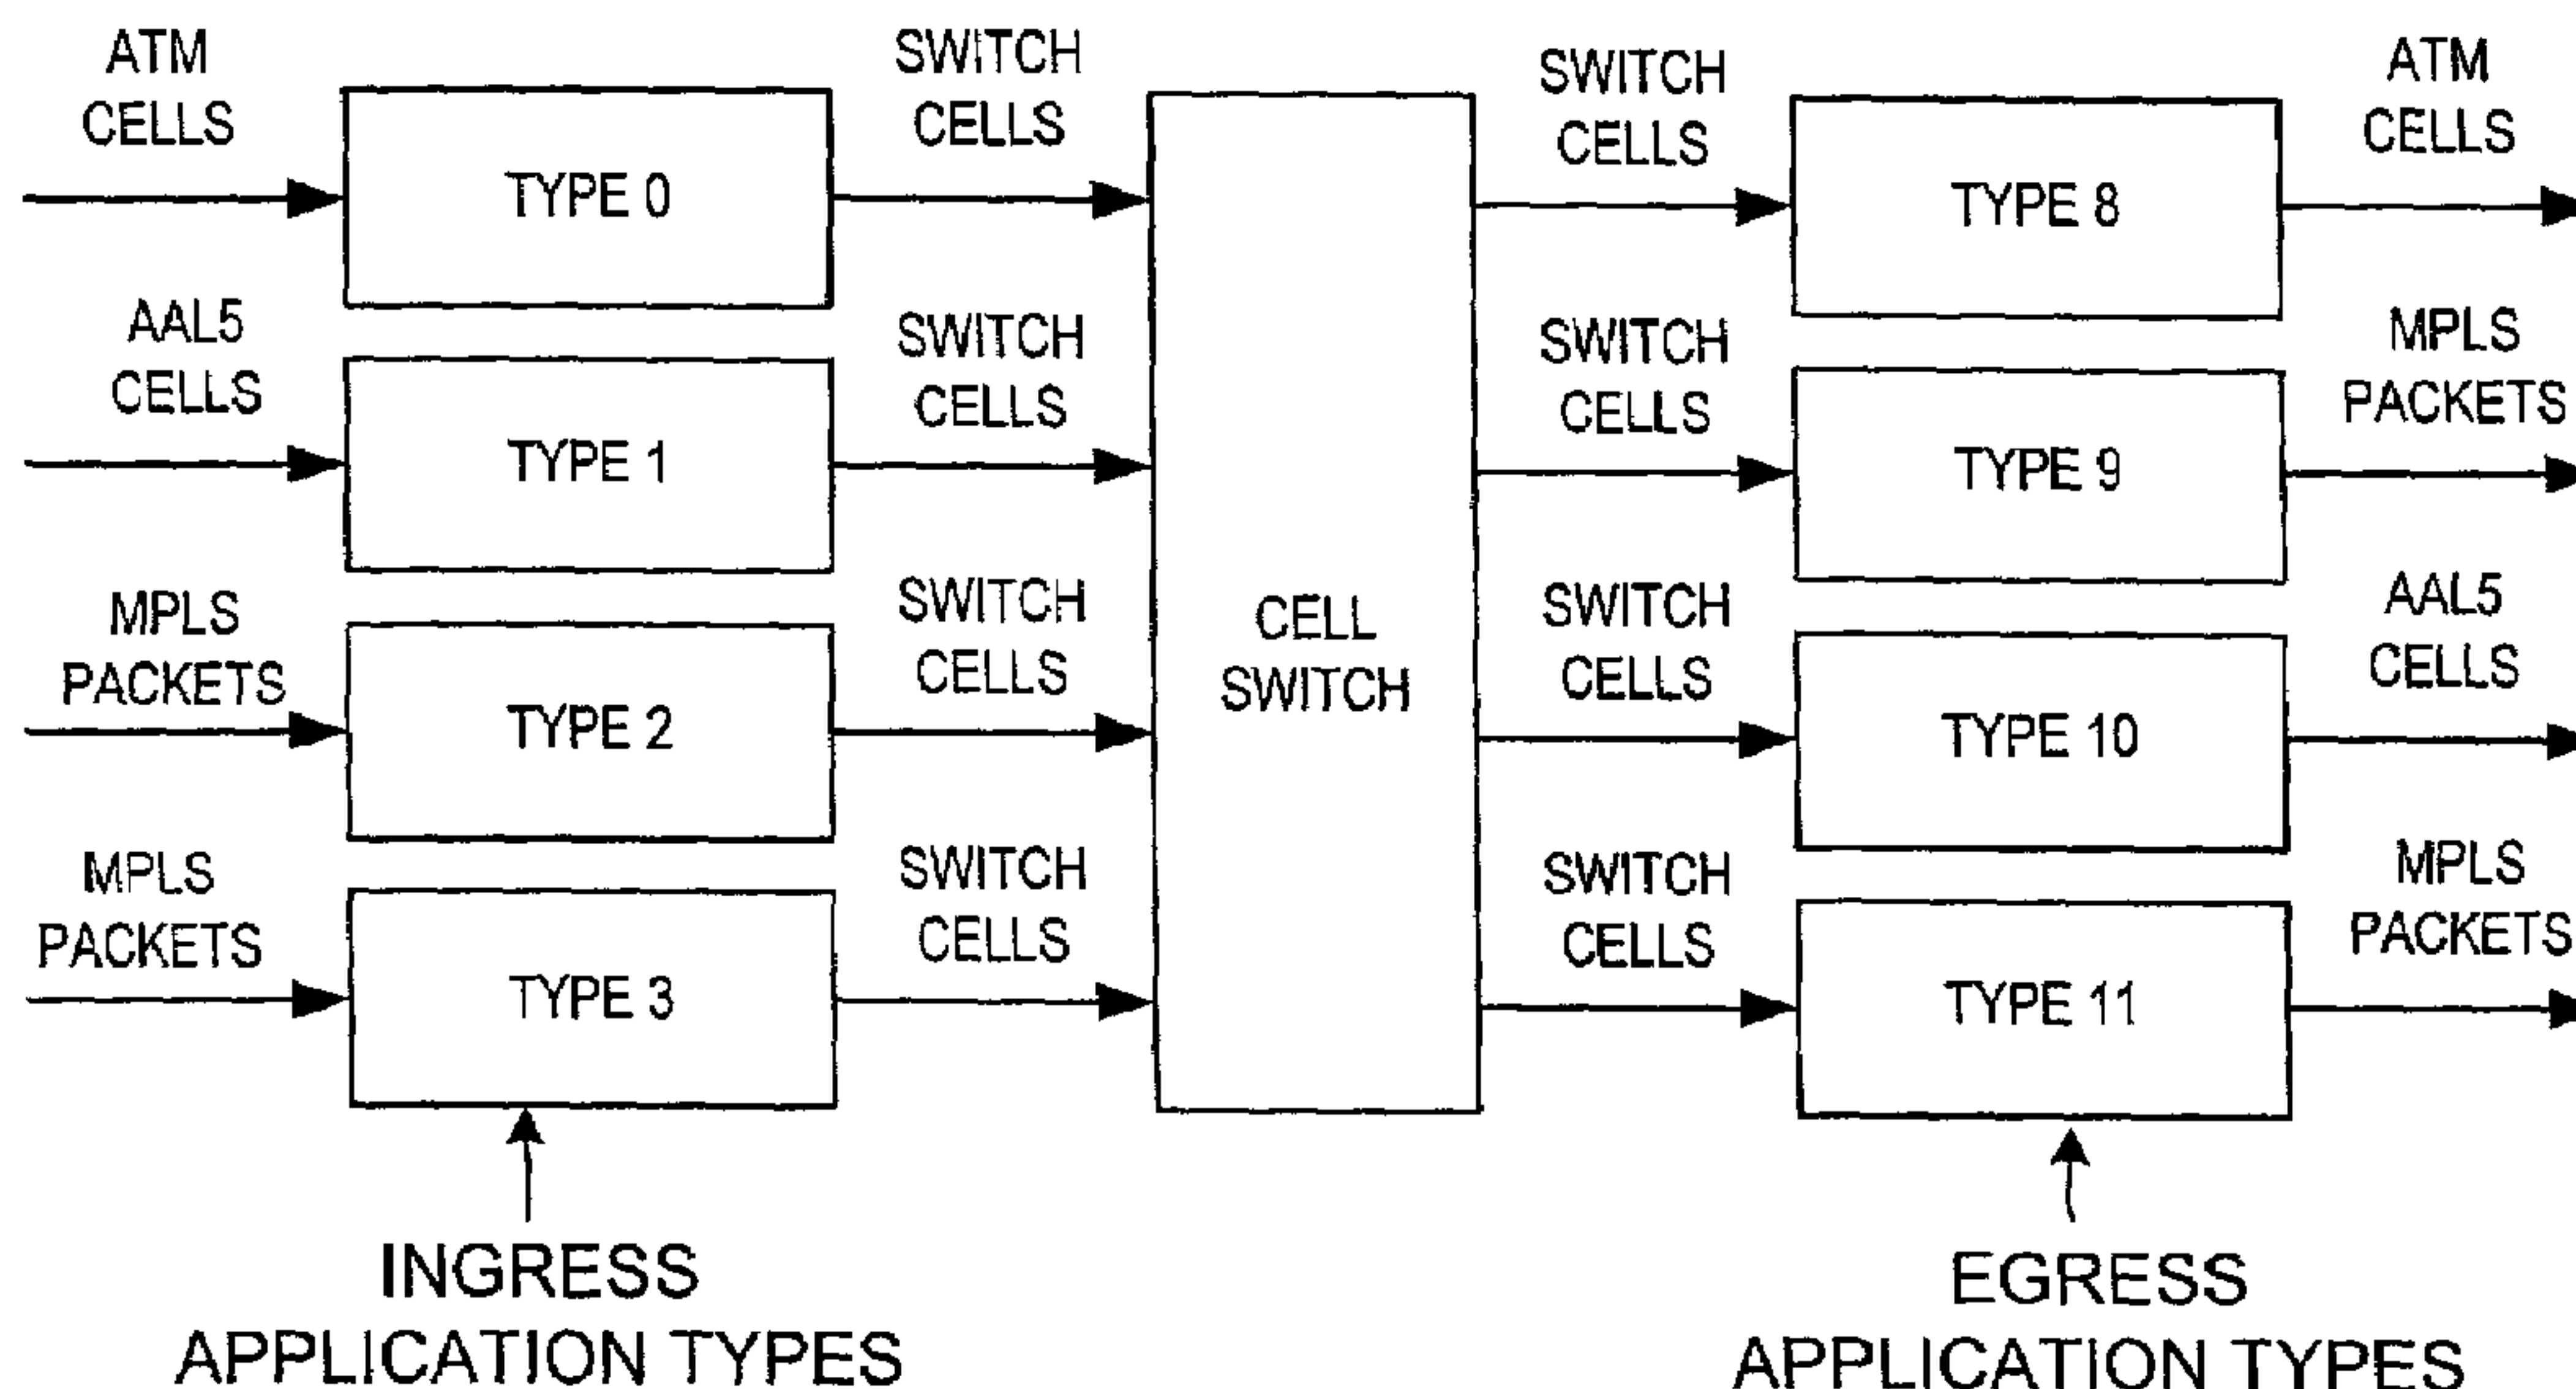 ATM
CELLS
SWITCH
CELLS
TYPE 0
AAL5
CELLS
SWITCH
CELLS
TYPE 1
MPLS
PACKETS
SWITCH
CELLS
TYPE 2
MPLS
PACKETS
SWITCH
CELLS
TYPE 3
CELL
SWITCH
SWITCH
CELLS
TYPE 8
ATM
CELLS
SWITCH
CELLS
TYPE 9
MPLS
PACKETS
SWITCH
CELLS
TYPE 10
AAL5
CELLS
SWITCH
CELLS
TYPE 11
MPLS
PACKETS
INGRESS
APPLICATION TYPES
EGRESS
APPLICATION TYPES